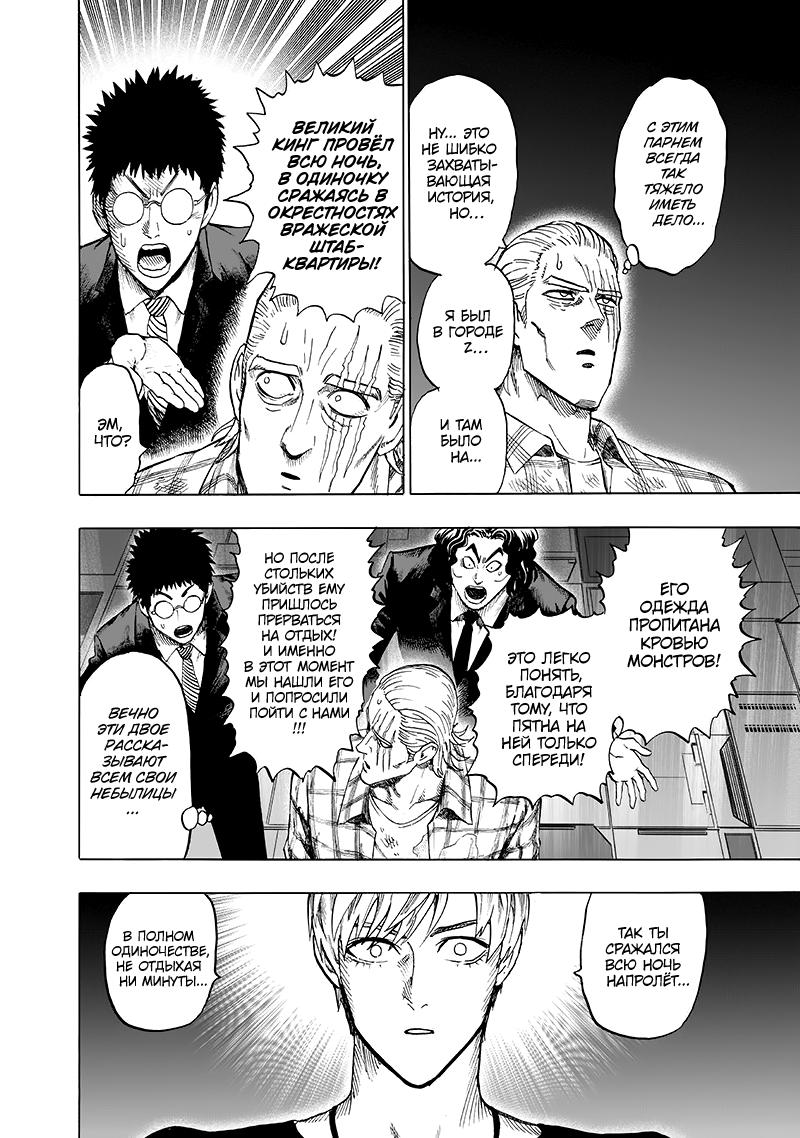 С ЭТИМ
ПАРНЕМ
ВСЕГДА
ТАК
ТЯЖЕЛО
ИМЕТЬ
ДЕЛО...
НУ... ЭТО
НЕ ШИБКО
ЗАХВАТЫ-
ВАЮЩАЯ
ИСТОРИЯ,
НО...
Я БЫЛ
В ГОРОДЕ
Z...
И ТАМ
БЫЛО
НА...
ВЕЛИКИЙ
КИНГ ПРОВЁЛ
ВСЮ НОЧЬ,
В ОДИНОЧКУ
СРАЖАЯСЬ В
ОКРЕСТНОСТЯХ
ВРАЖЕСКОЙ
ШТАБ-
КВАРТИРЫ!
ЭМ,
ЧТО?
ЕГО
ОДЕЖДА
ПРОПИТАНА
КРОВЬЮ
МОНСТРОВ!
ЭТО ЛЕГКО
ПОНЯТЬ,
БЛАГОДАРЯ
ТОМУ, ЧТО
ПЯТНА НА
НЕЙ ТОЛЬКО
СПЕРЕДИ!
НО ПОСЛЕ
СТОЛЬКИХ
УБИЙСТВ ЕМУ
ПРИШЛОСЬ
ПРЕРВАТЬСЯ
НА ОТДЫХ!
И ИМЕННО
В ЭТОТ МОМЕНТ
МЫ НАШЛИ ЕГО
И ПОПРОСИЛИ
ПОЙТИ С НАМИ
!!!
ВЕЧНО
ЭТИ ДВОЕ
РАССКА-
ЗЫВАЮТ
ВСЕМ СВОИ
НЕБЫЛИЦЫ
...
ТАК ТЫ
СРАЖАЛСЯ
ВСЮ НОЧЬ
НАПРОЛЁТ...
В ПОЛНОМ
ОДИНОЧЕСТВЕ,
НЕ ОТДЫХАЯ
НИ МИНУТЫ...